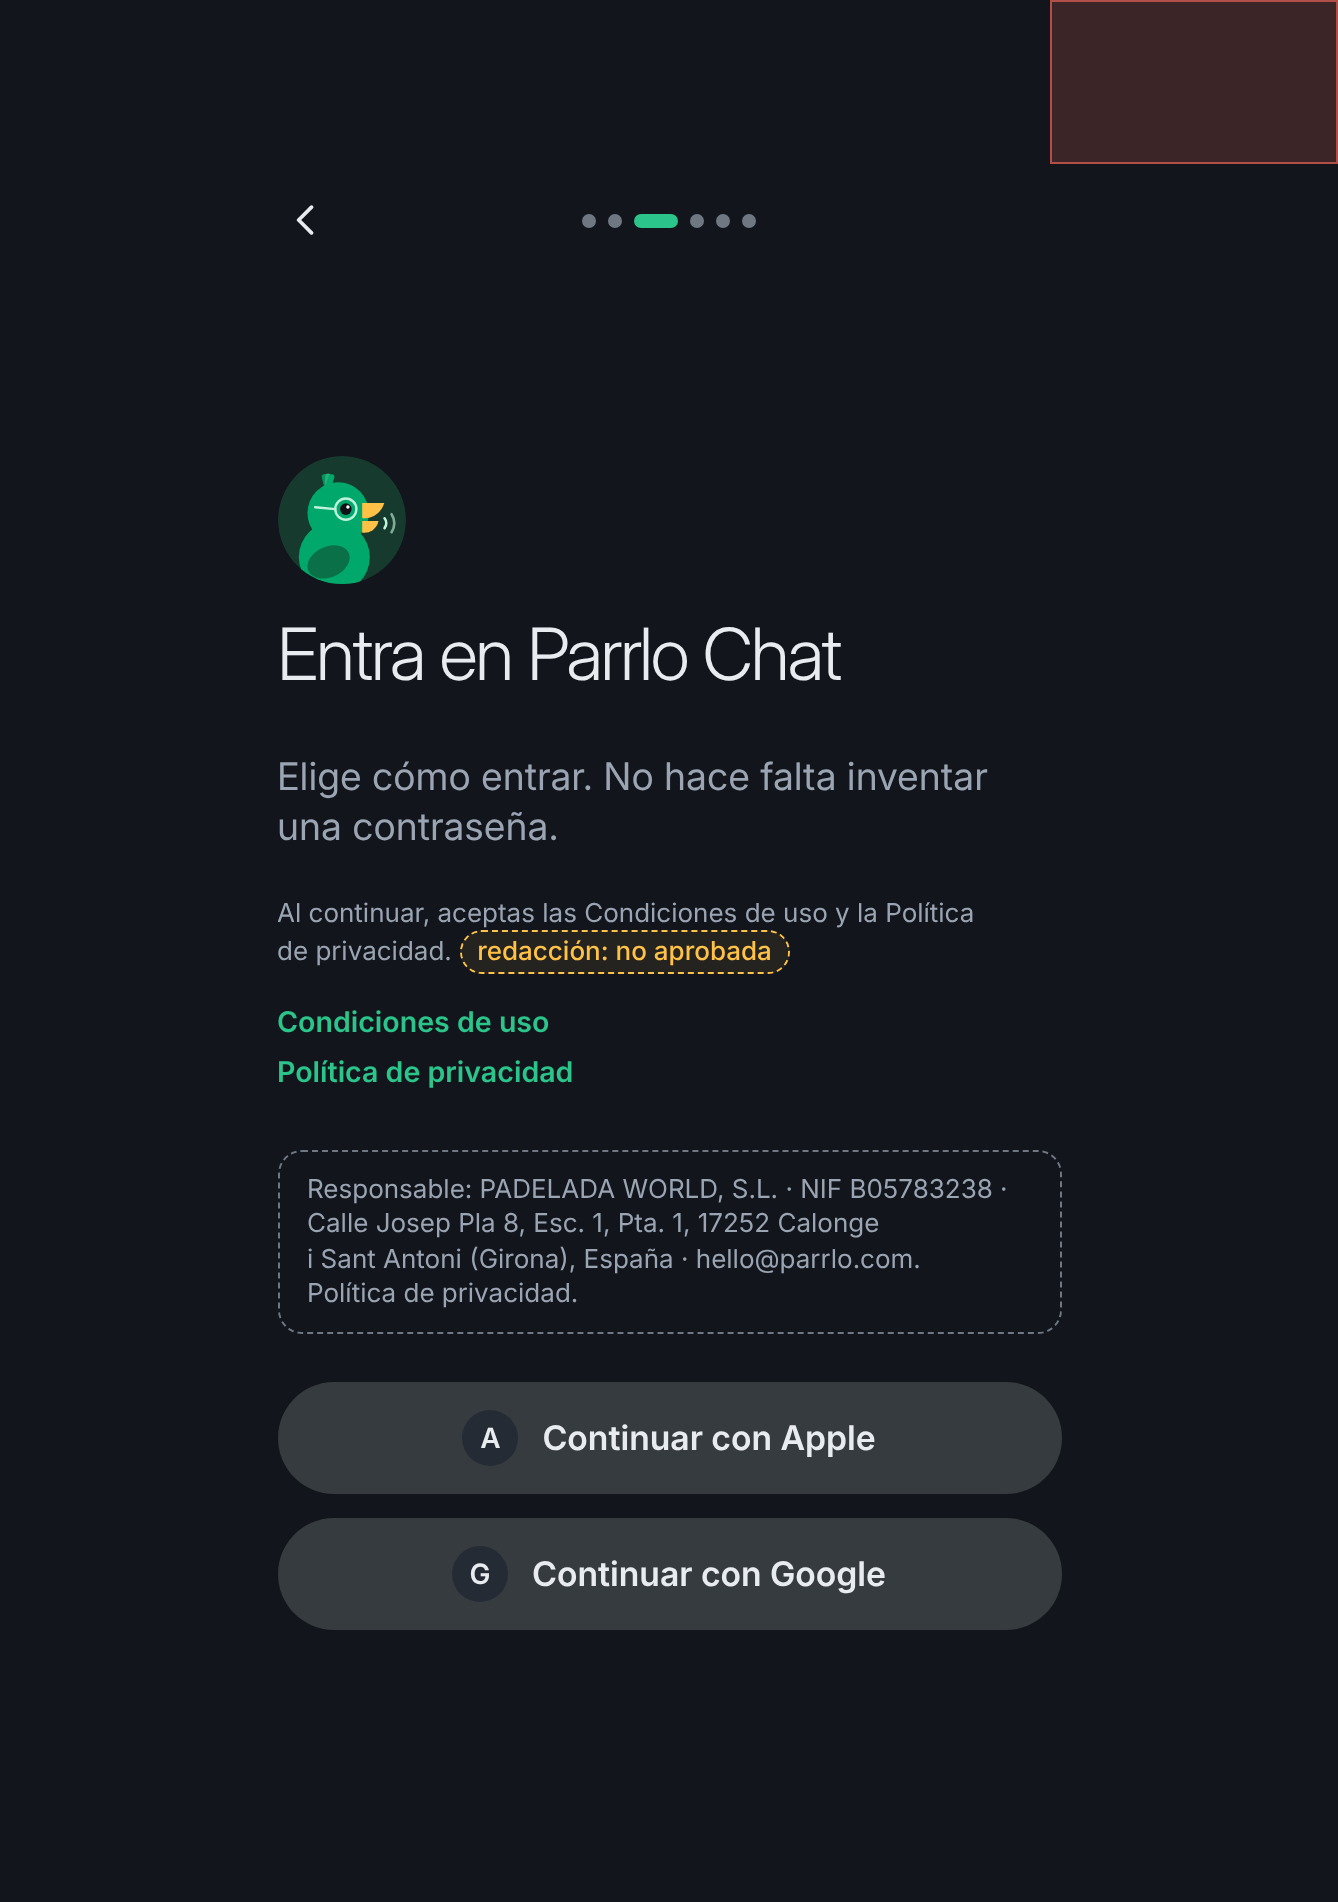 Entra en Parrlo Chat
Elige cómo entrar. No hace falta inventar
una contraseña.
Al continuar, aceptas las Condiciones de uso y la Política
de privacidad. redacción: no aprobada
Condiciones de uso
Política de privacidad
Responsable: PADELADA WORLD, S.L. · NIF B05783238 ·
Calle Josep Pla 8, Esc. 1, Pta. 1, 17252 Calonge
i Sant Antoni (Girona), España · hello@parrlo.com.
Política de privacidad.
A Continuar con Apple
G Continuar con Google